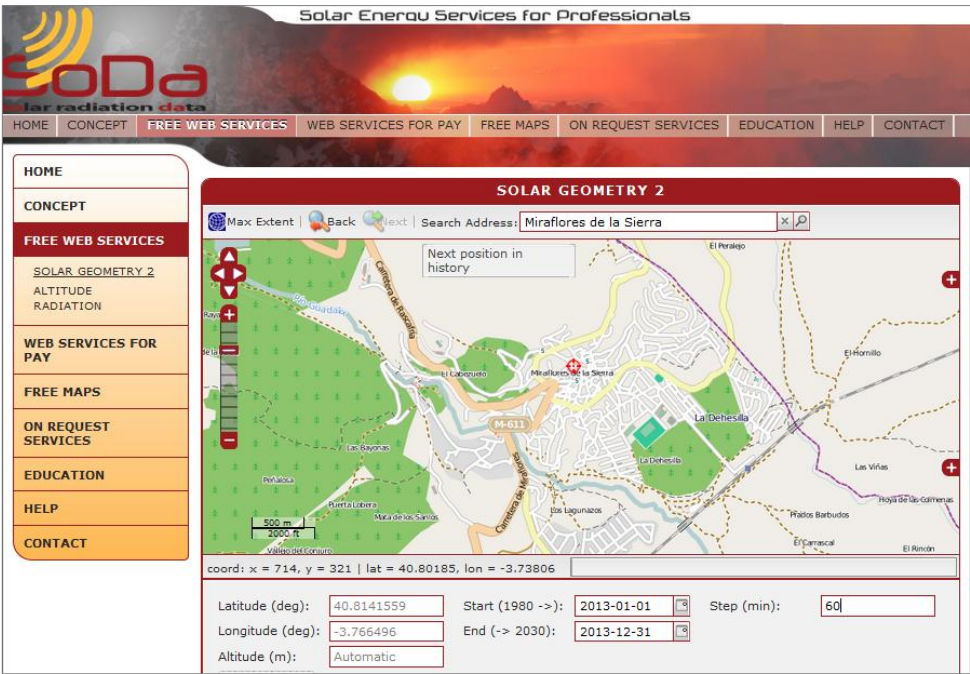 Solar Energy Services for Professionals
SoDa
lar radiation data
HOME CONCEPT FREE WEB SERVICES WEB SERVICES FOR PAY FREE MAPS ON REQUEST SERVICES EDUCATION HELP CONTACT
HOME
CONCEPT
FREE WEB SERVICES
SOLAR GEOMETRY 2
ALTITUDE
RADIATION
WEB SERVICES FOR
PAY
FREE MAPS
ON REQUEST
SERVICES
EDUCATION
HELP
CONTACT
SOLAR GEOMETRY 2
Max Extent | Back Next | Search Address: Miraflores de la Sierra
Next position in
history
El Peralejo
Carretera de Rascafría
El Hornillo
El Cabezuelo
Miraflores de la Sierra
M-611
La Dehesilla
Las Bayonas
La Dehesilla
Las Viñas
Peñalosa
Puerta Lobera
Mata de los Santos
Los Lagunazos
Hoya de las Colmenas
Prados Barbudos
500 m
2000 ft
El Carrascal
El Rincón
Vallejo del Conjuro
coord: x = 714, y = 321 | lat = 40.80185, lon = -3.73806
Latitude (deg): 40.8141559 Start (1980 ->): 2013-01-01 Step (min): 60
Longitude (deg): -3.766496 End (-> 2030): 2013-12-31
Altitude (m): Automatic